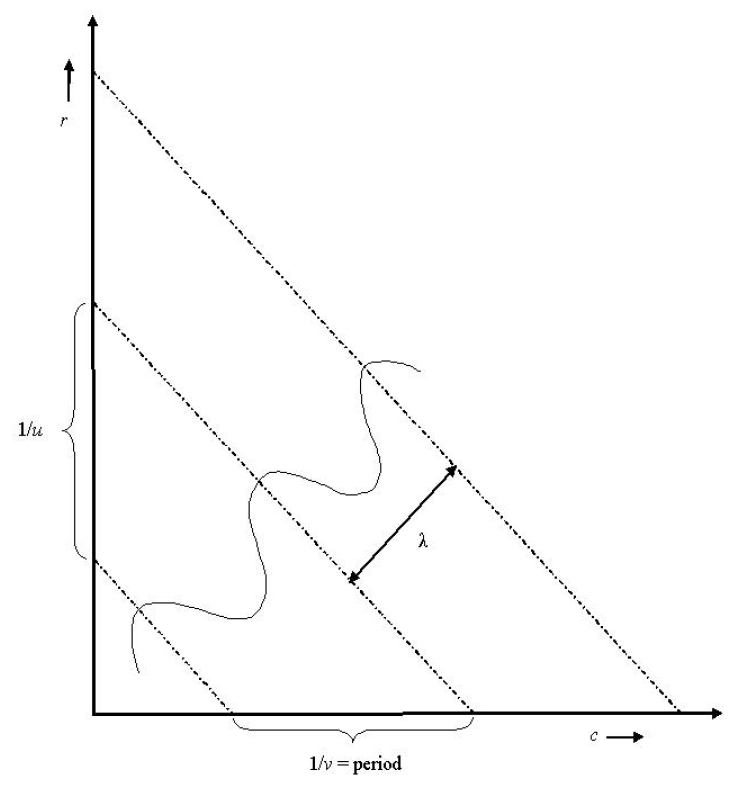 r
1/u
λ
c
1/v = period